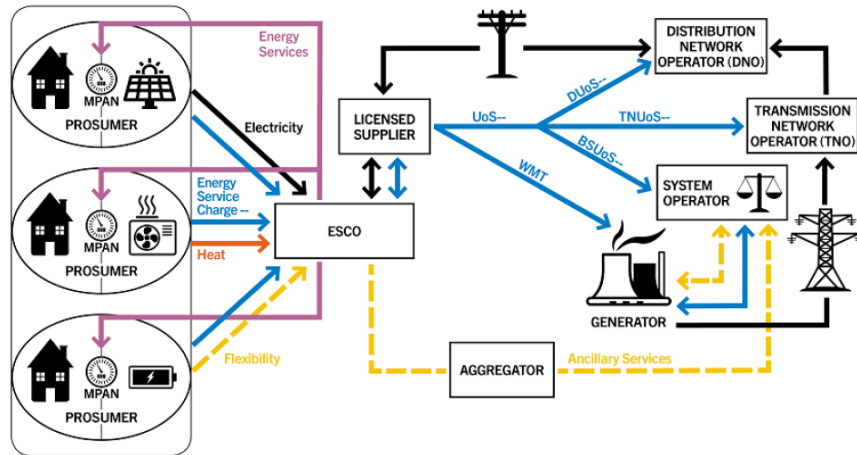 Energy
Services
MPAN
PROSUMER
Electricity
MPAN
PROSUMER
Energy
Service
Charge --
Heat
MPAN
PROSUMER
Flexibility
ESCO
LICENSED
SUPPLIER
UoS--
DUoS--
TNUoS--
BSUoS--
WMT
DISTRIBUTION
NETWORK
OPERATOR (DNO)
TRANSMISSION
NETWORK
OPERATOR (TNO)
SYSTEM
OPERATOR
GENERATOR
AGGREGATOR
Ancillary Services